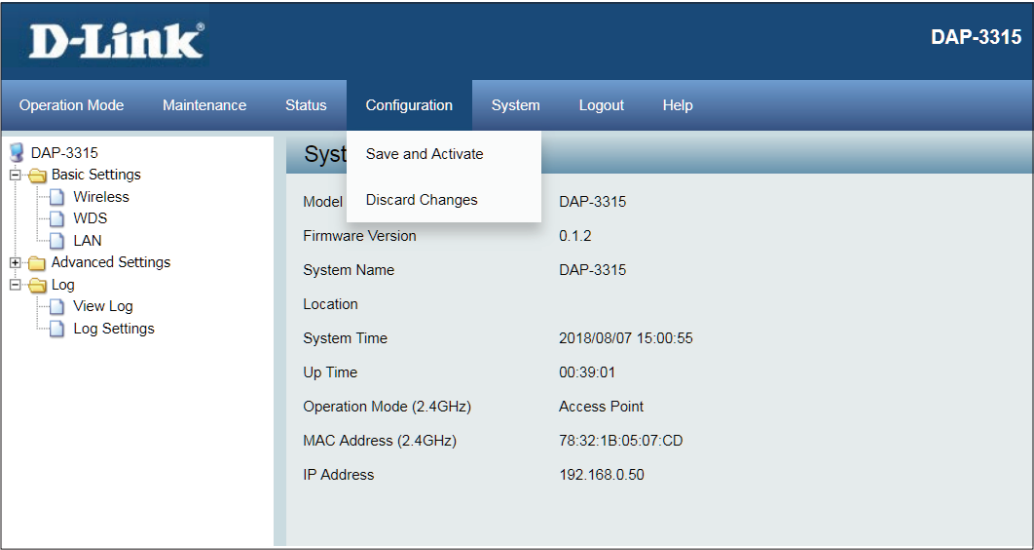 D-Link®
DAP-3315
Operation Mode Maintenance Status Configuration System Logout Help
DAP-3315
Basic Settings
Wireless
WDS
LAN
Advanced Settings
Log
View Log
Log Settings
Save and Activate
Discard Changes
Syst
Model DAP-3315
Firmware Version 0.1.2
System Name DAP-3315
Location
System Time 2018/08/07 15:00:55
Up Time 00:39:01
Operation Mode (2.4GHz) Access Point
MAC Address (2.4GHz) 78:32:1B:05:07:CD
IP Address 192.168.0.50